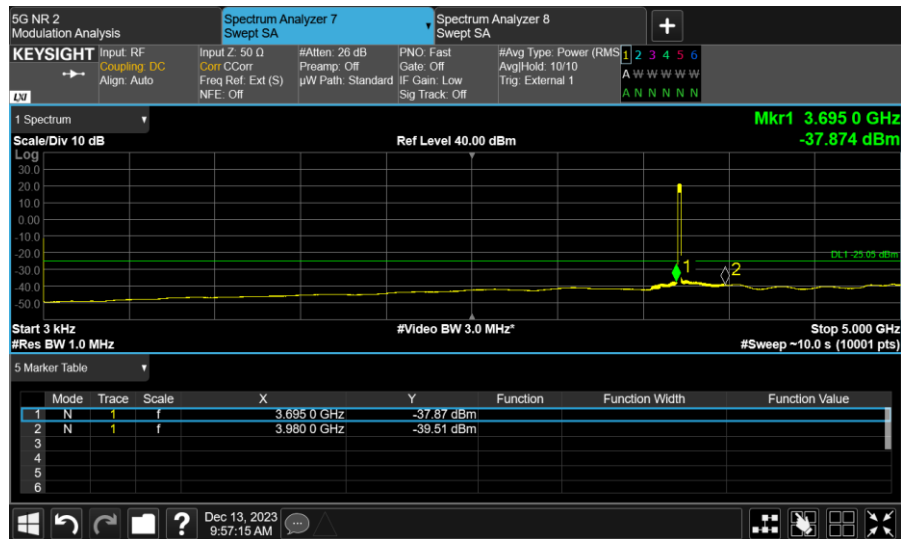 5G NR 2
Modulation Analysis
Spectrum Analyzer 7
Swept SA
Spectrum Analyzer 8
Swept SA
KEYSIGHT
LXI
Input: RF
Coupling: DC
Align: Auto
Input Z: 50 Ω
Corr CCorr
Freq Ref: Ext (S)
NFE: Off
#Atten: 26 dB
Preamp: Off
µW Path: Standard
PNO: Fast
Gate: Off
IF Gain: Low
Sig Track: Off
#Avg Type: Power (RMS
Avg|Hold: 10/10
Trig: External 1
1 2 3 4 5 6
A W W W W W
A N N N N N
1 Spectrum
Mkr1 3.695 0 GHz
Scale/Div 10 dB
Ref Level 40.00 dBm
-37.874 dBm
Log
30.0
20.0
10.0
0.00
-10.0
-20.0
-30.0
-40.0
-50.0
DL1 -25.05 dBm
1
2
Start 3 kHz
#Video BW 3.0 MHz*
Stop 5.000 GHz
#Res BW 1.0 MHz
#Sweep ~10.0 s (10001 pts)
5 Marker Table
Mode Trace Scale X Y Function Function Width Function Value
1 N 1 f 3.695 0 GHz -37.87 dBm
2 N 1 f 3.980 0 GHz -39.51 dBm
3
4
5
6
?
Dec 13, 2023
9:57:15 AM